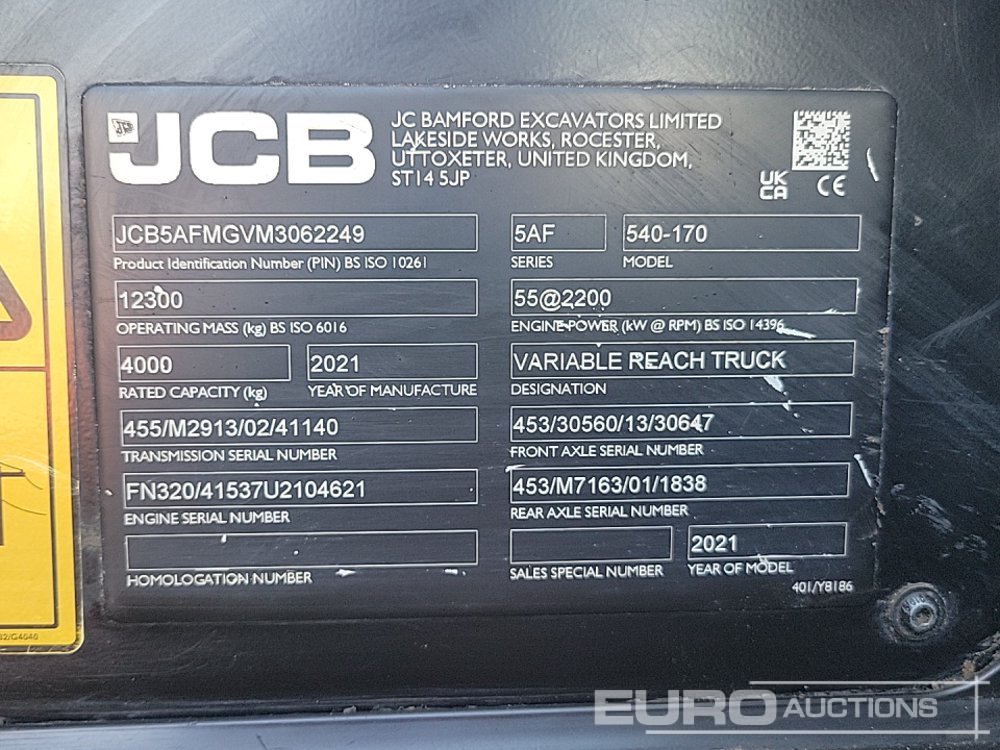 JCB
JC BAMFORD EXCAVATORS LIMITED
LAKESIDE WORKS, ROCESTER,
UTTOXETER, UNITED KINGDOM,
ST14 5JP
UK
CA CE
JCB5AFMGVM3062249
Product Identification Number (PIN) BS ISO 10261
5AF
SERIES
540-170
MODEL
12300
OPERATING MASS (kg) BS ISO 6016
55@2200
ENGINE POWER (kW @ RPM) BS ISO 14396
4000
RATED CAPACITY (kg)
2021
YEAR OF MANUFACTURE
VARIABLE REACH TRUCK
DESIGNATION
455/M2913/02/41140
TRANSMISSION SERIAL NUMBER
453/30560/13/30647
FRONT AXLE SERIAL NUMBER
FN320/41537U2104621
ENGINE SERIAL NUMBER
453/M7163/01/1838
REAR AXLE SERIAL NUMBER
HOMOLOGATION NUMBER
SALES SPECIAL NUMBER
2021
YEAR OF MODEL
401/Y8186
EURO AUCTIONS